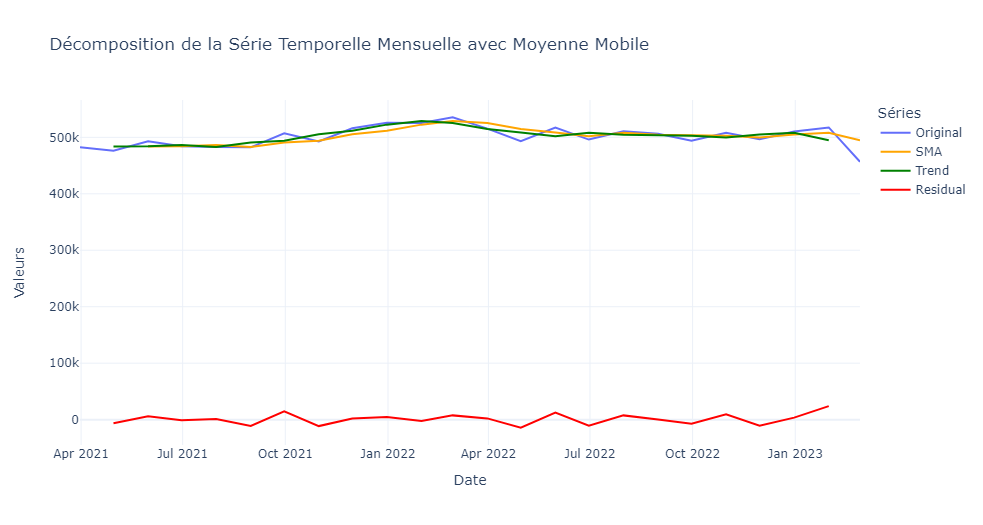 Décomposition de la Série Temporelle Mensuelle avec Moyenne Mobile
Séries
Original
SMA
Trend
Residual
Valeurs
500k
400k
300k
200k
100k
0
Apr 2021
Jul 2021
Oct 2021
Jan 2022
Apr 2022
Jul 2022
Oct 2022
Jan 2023
Date